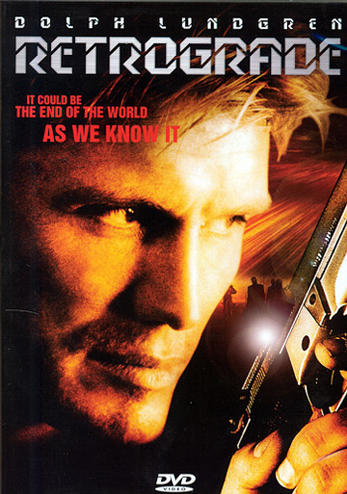 DOLPH LUNDGREN
RETROGRADE
IT COULD BE
THE END OF THE WORLD
AS WE KNOW IT
DVD
VIDEO